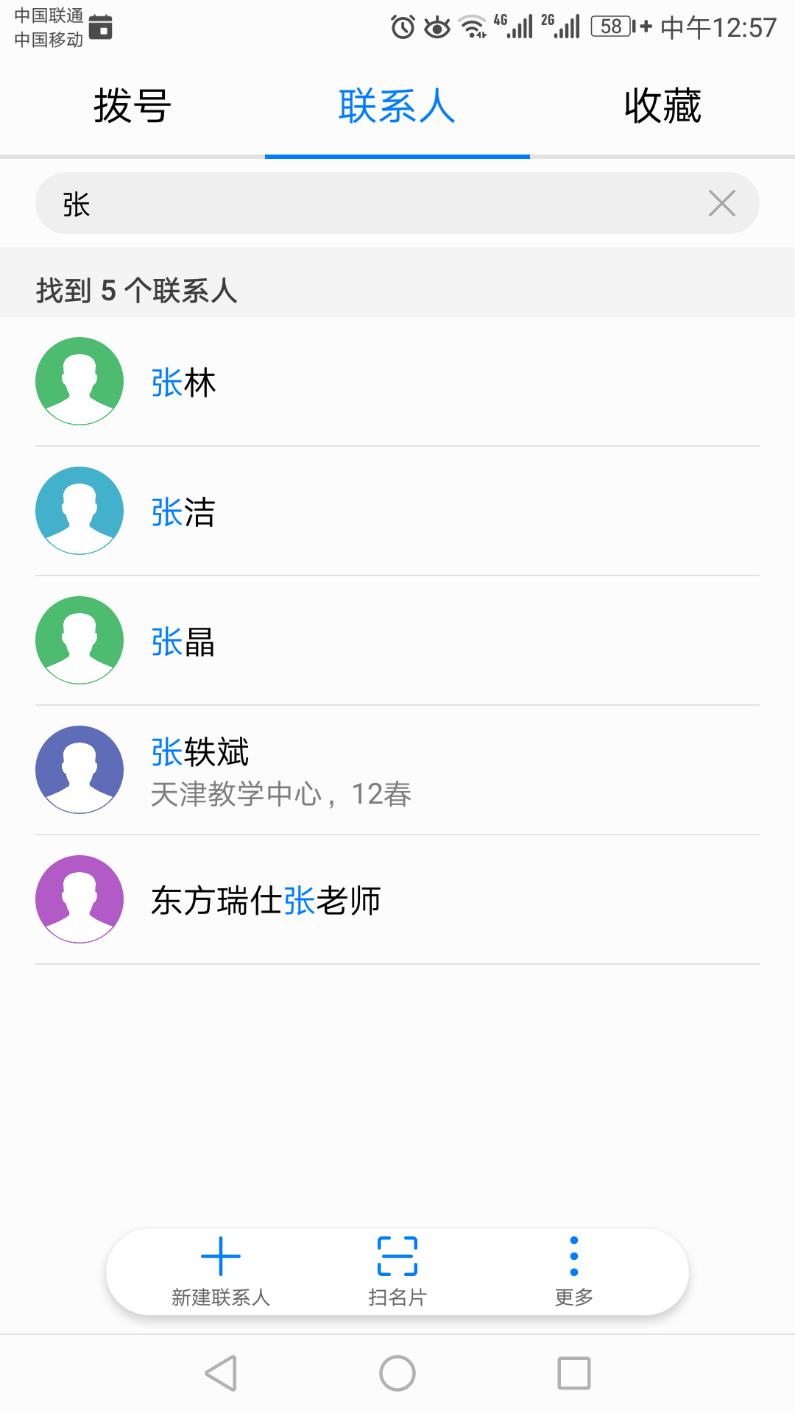 中国联通
中国移动
4G 2G 58 中午12:57
拨号 联系人 收藏
张
找到 5 个联系人
张林
张洁
张晶
张轶斌
天津教学中心，12春
东方瑞仕张老师
新建联系人 扫名片 更多